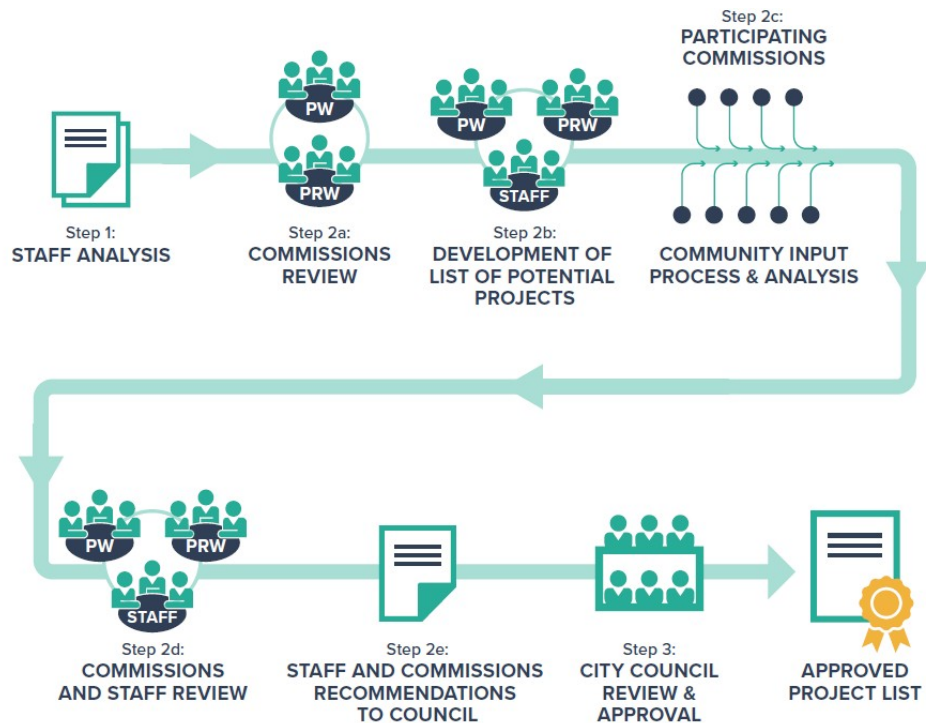 Step 2c:
PARTICIPATING
COMMISSIONS
PW
PRW
PW
PRW
STAFF
Step 1:
STAFF ANALYSIS
Step 2a:
COMMISSIONS
REVIEW
Step 2b:
DEVELOPMENT OF
LIST OF POTENTIAL
PROJECTS
COMMUNITY INPUT
PROCESS & ANALYSIS
PW
PRW
STAFF
Step 2d:
COMMISSIONS
AND STAFF REVIEW
Step 2e:
STAFF AND COMMISSIONS
RECOMMENDATIONS
TO COUNCIL
Step 3:
CITY COUNCIL
REVIEW &
APPROVAL
APPROVED
PROJECT LIST